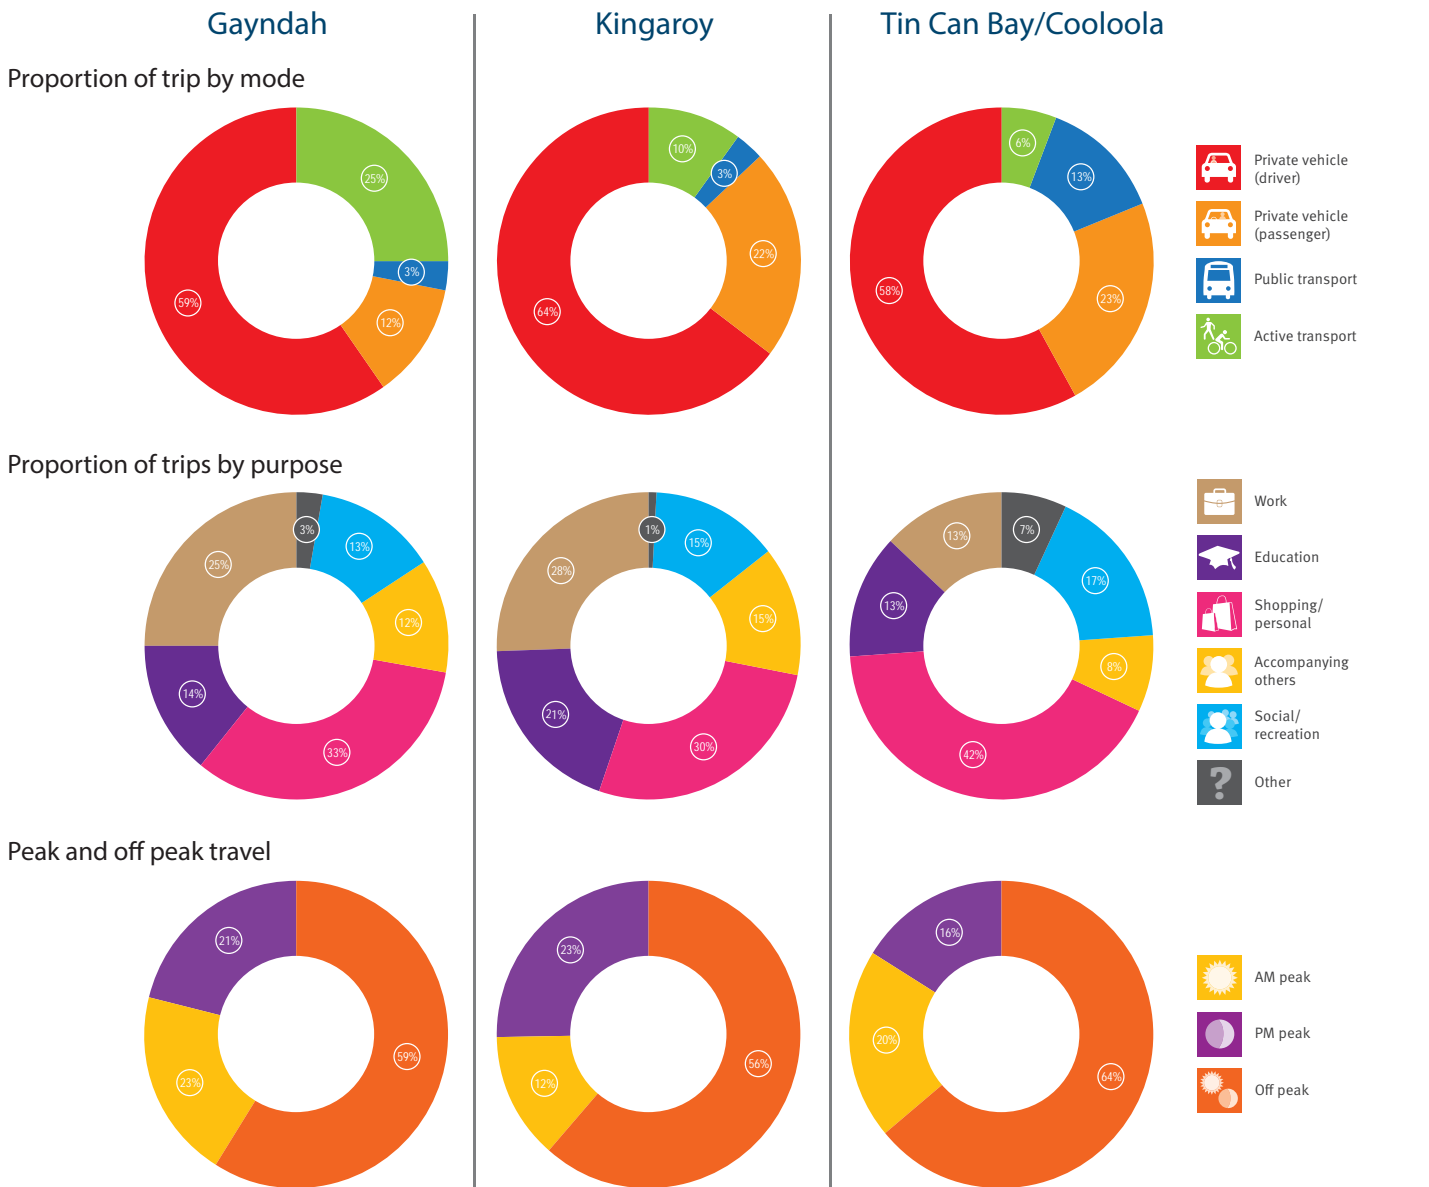 Gayndah
Kingaroy
Tin Can Bay/Cooloola
Proportion of trip by mode
25%
3%
12%
59%
10%
3%
22%
64%
6%
13%
23%
58%
Private vehicle
(driver)
Private vehicle
(passenger)
Public transport
Active transport
Proportion of trips by purpose
3%
13%
12%
33%
14%
25%
1%
15%
15%
30%
21%
28%
7%
17%
8%
42%
13%
13%
Work
Education
Shopping/
personal
Accompanying
others
Social/
recreation
?
Other
Peak and off peak travel
21%
59%
23%
23%
56%
12%
16%
64%
20%
AM peak
PM peak
Off peak